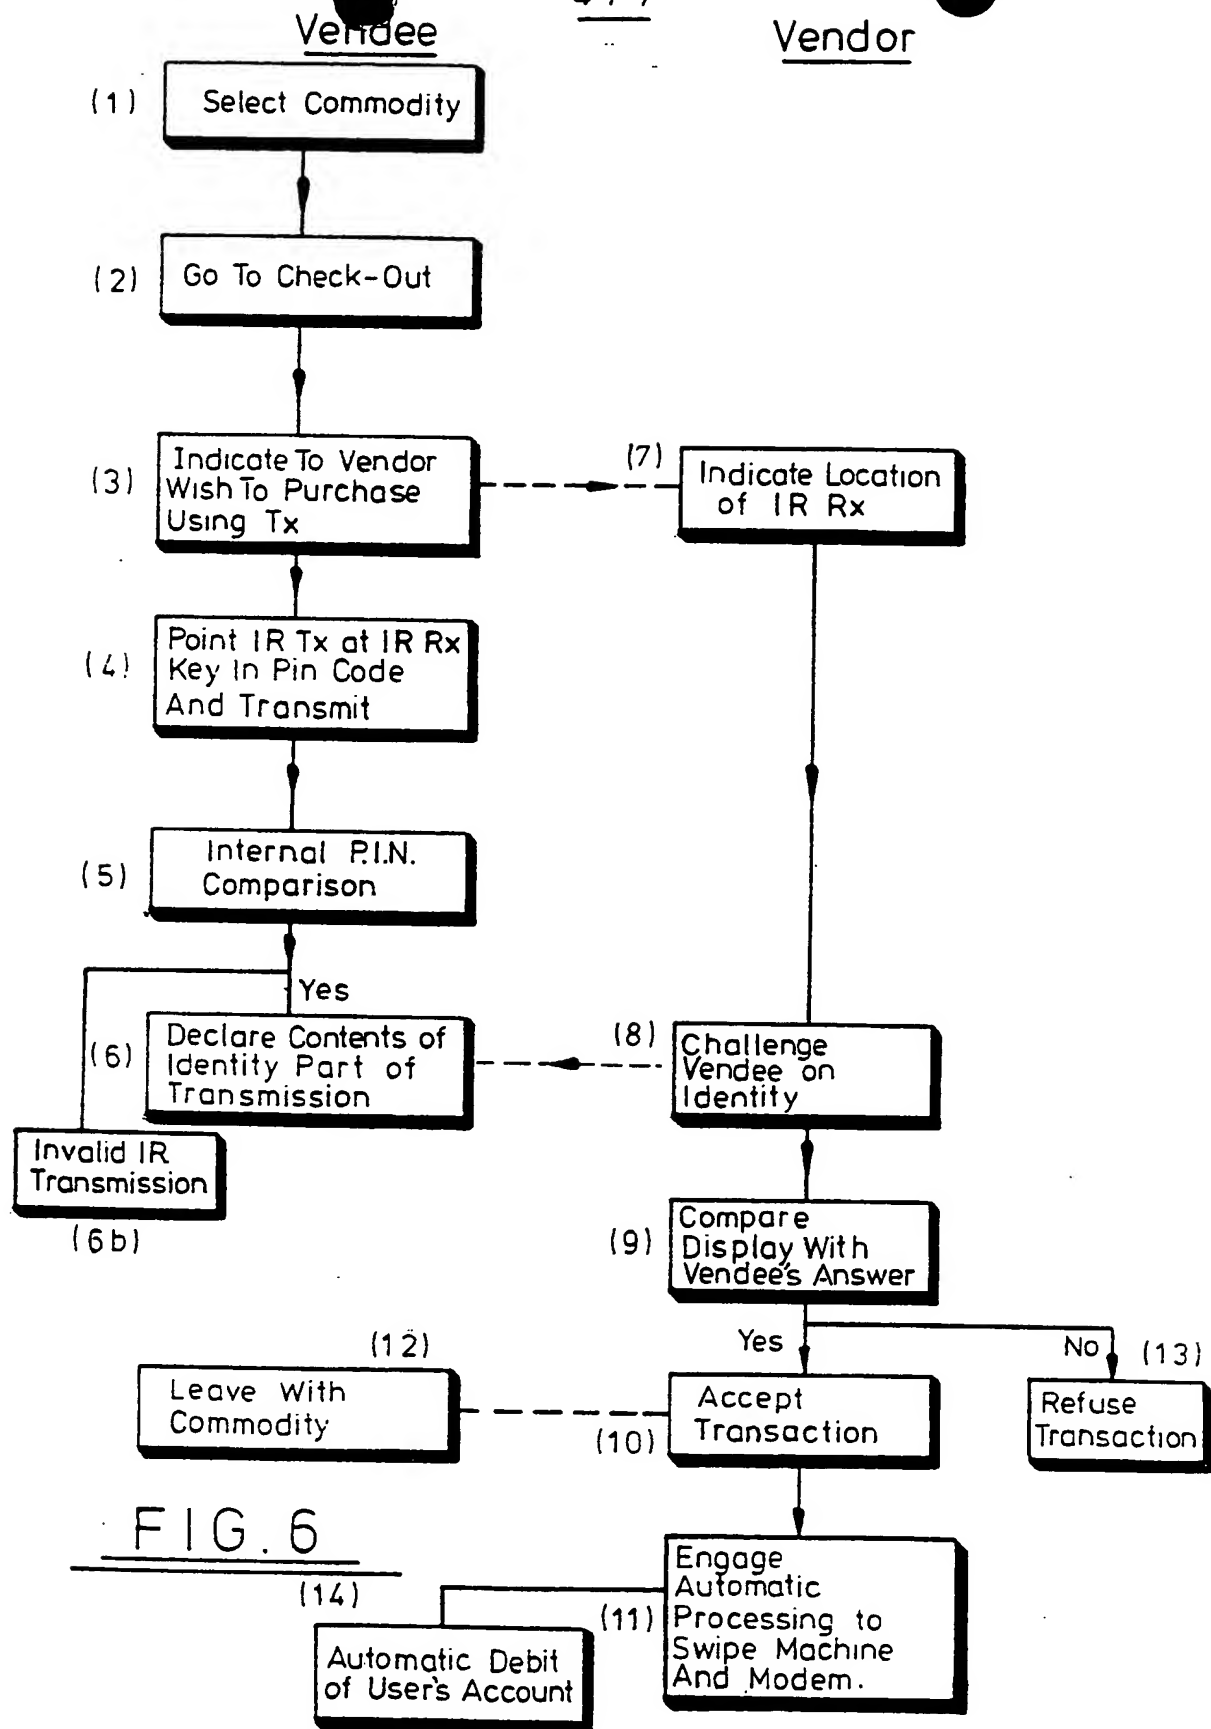 Vendee
Vendor
(1)
Select Commodity
(2)
Go To Check-Out
(3)
Indicate To Vendor
Wish To Purchase
Using Tx
(7)
Indicate Location
of IR Rx
(4)
Point IR Tx at IR Rx
Key In Pin Code
And Transmit
(5)
Internal P.I.N.
Comparison
Yes
(6)
Declare Contents of
Identity Part of
Transmission
(8)
Challenge
Vendee on
Identity
Invalid IR
Transmission
(6b)
(9)
Compare
Display With
Vendee's Answer
Yes
No
(13)
(12)
Leave With
Commodity
(10)
Accept
Transaction
Refuse
Transaction
FIG.6
(14)
Automatic Debit
of User's Account
(11)
Engage
Automatic
Processing to
Swipe Machine
And Modem.